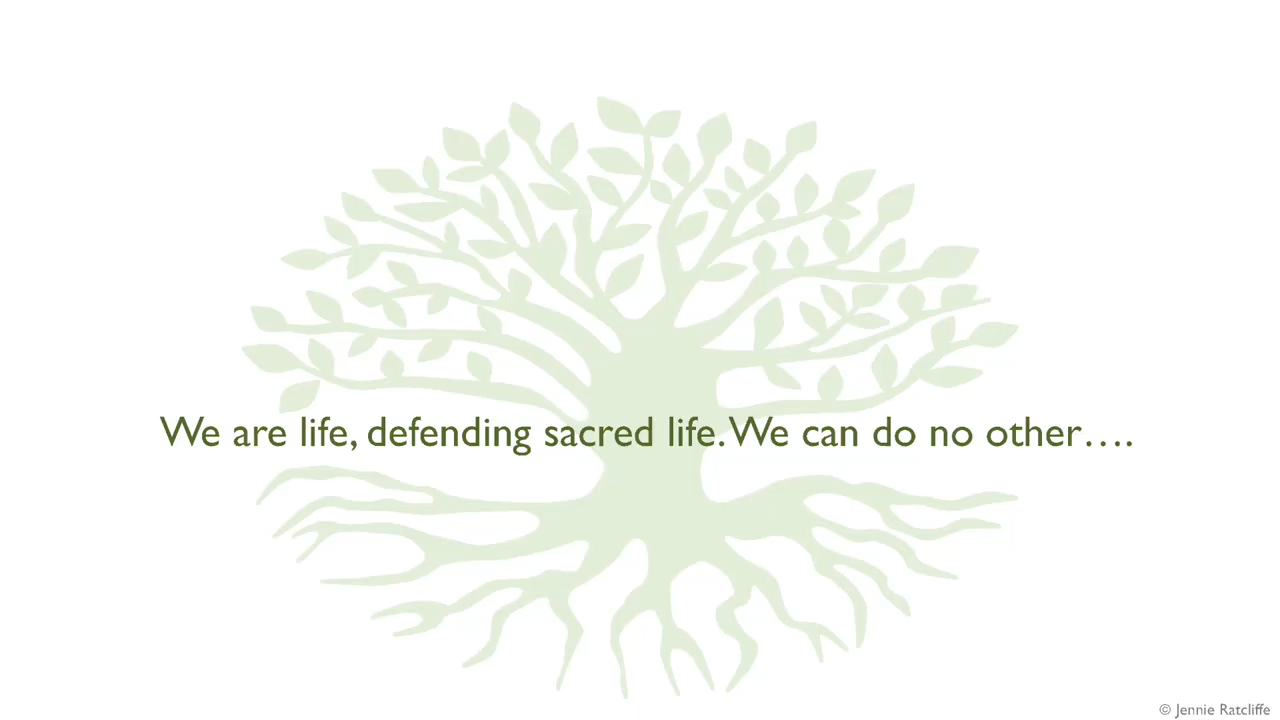 We are life, defending sacred life. We can do no other….
© Jennie Ratcliffe